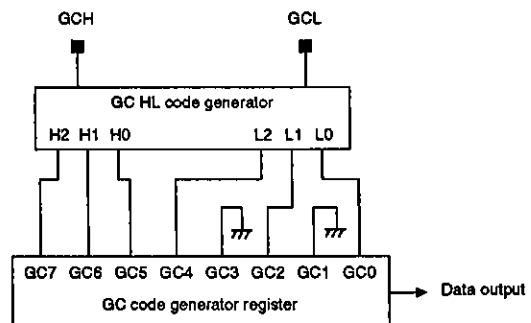 GCH GCL
GC HL code generator
H2 H1 H0 L2 L1 L0
GC7 GC6 GC5 GC4 GC3 GC2 GC1 GC0
Data output
GC code generator register